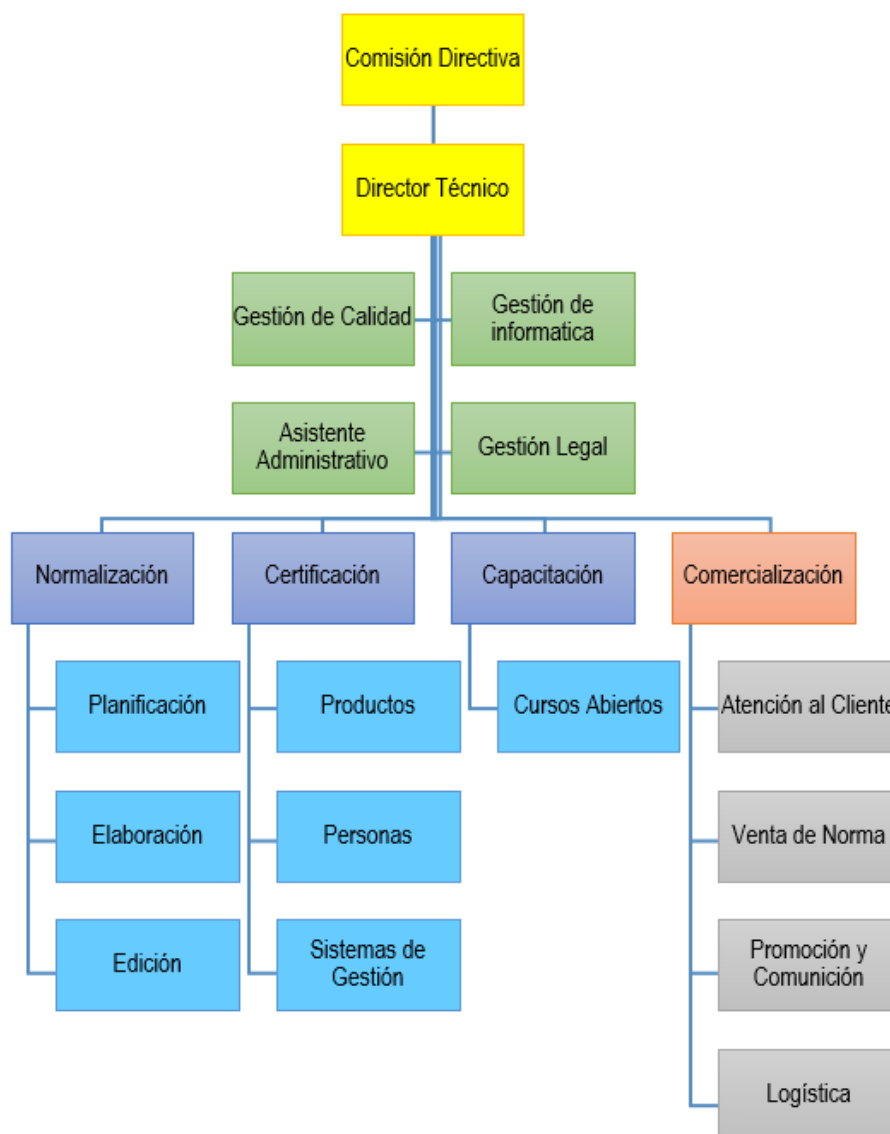 Comisión Directiva
Director Técnico
Gestión de Calidad
Gestión de
informatica
Asistente
Administrativo
Gestión Legal
Normalización
Certificación
Capacitación
Comercialización
Planificación
Productos
Cursos Abiertos
Atención al Cliente
Elaboración
Personas
Venta de Norma
Edición
Sistemas de
Gestión
Promoción y
Comunición
Logística